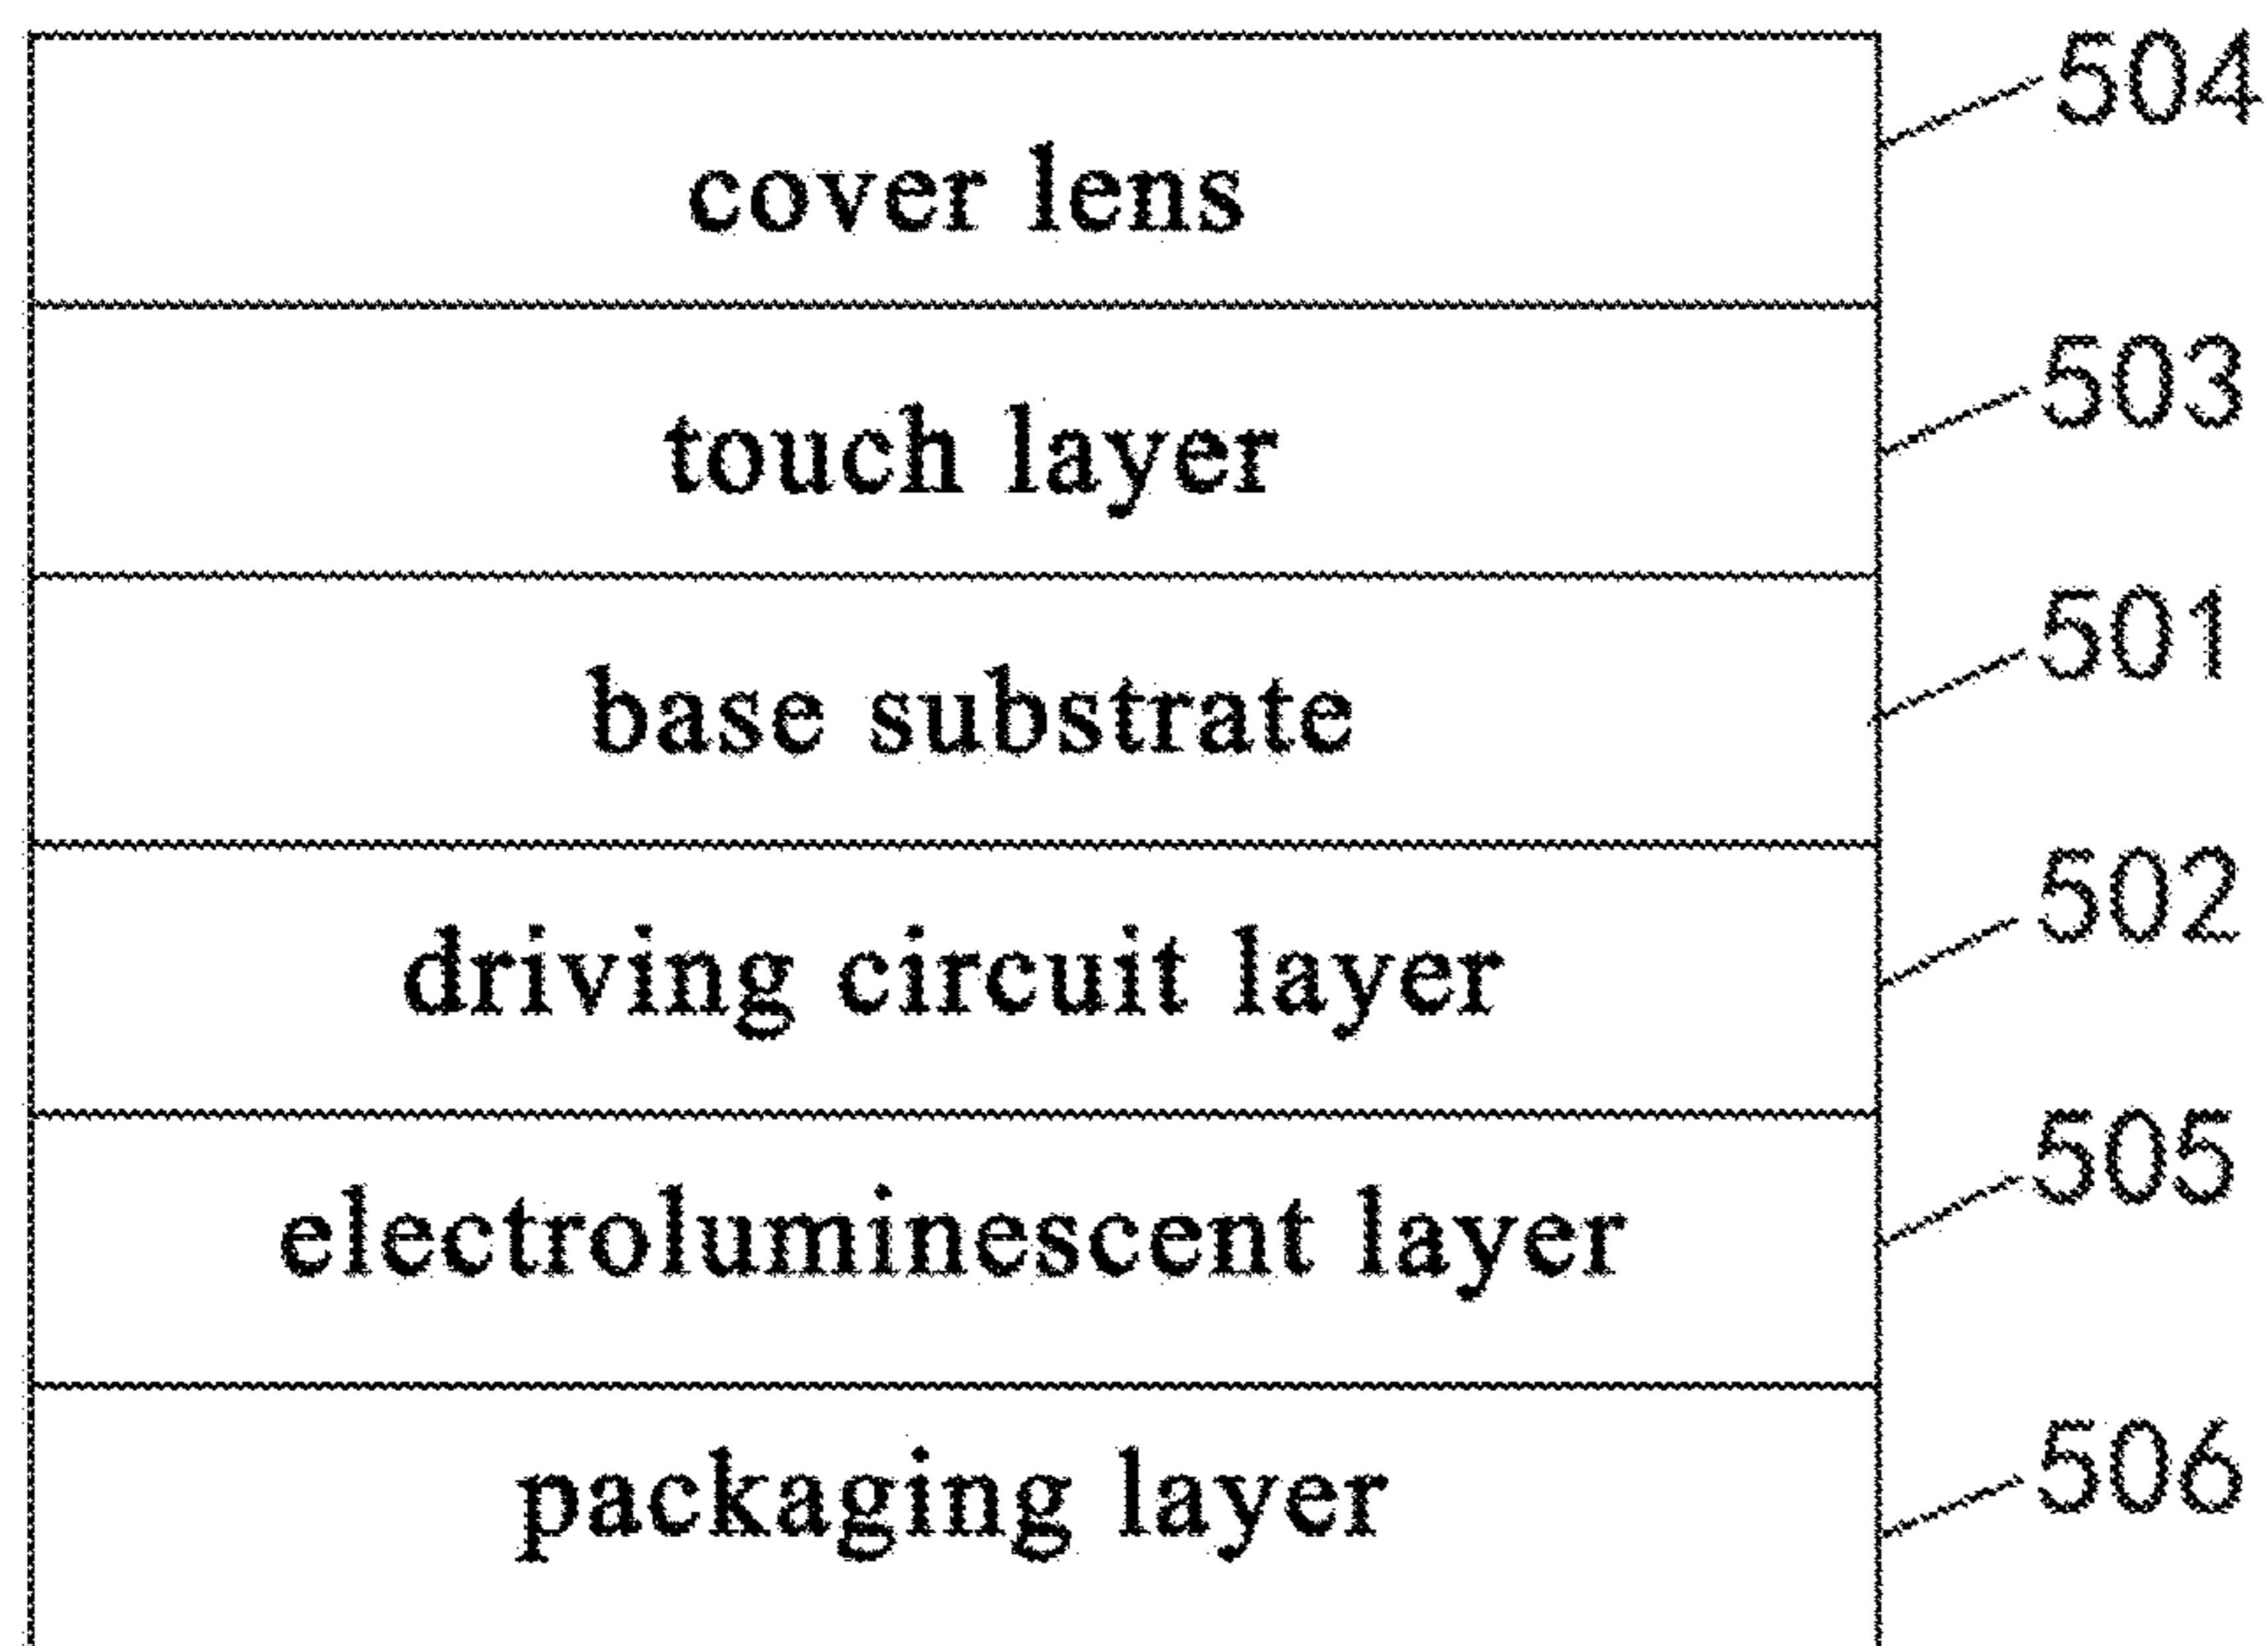 504
cover lens
503
touch layer
501
base substrate
502
driving circuit layer
505
electroluminescent layer
506
packaging layer